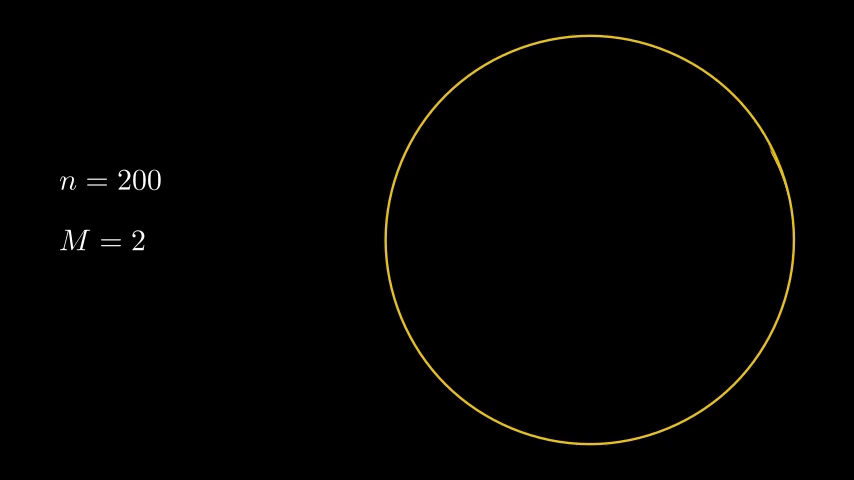 n = 200
M = 2